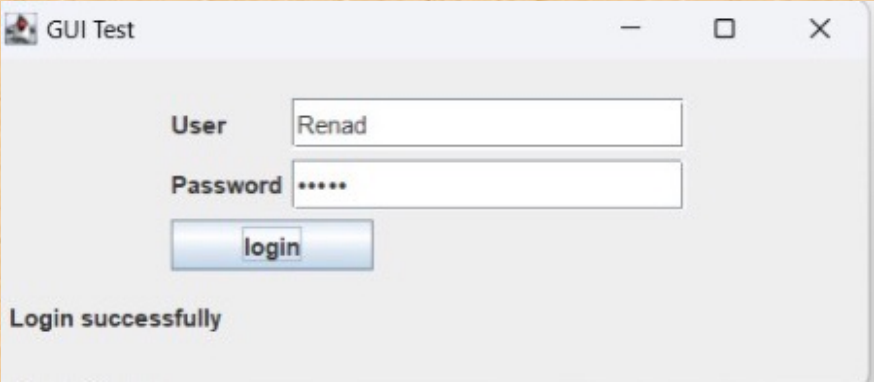 GUI Test
User Renad
Password •••••
login
Login successfully